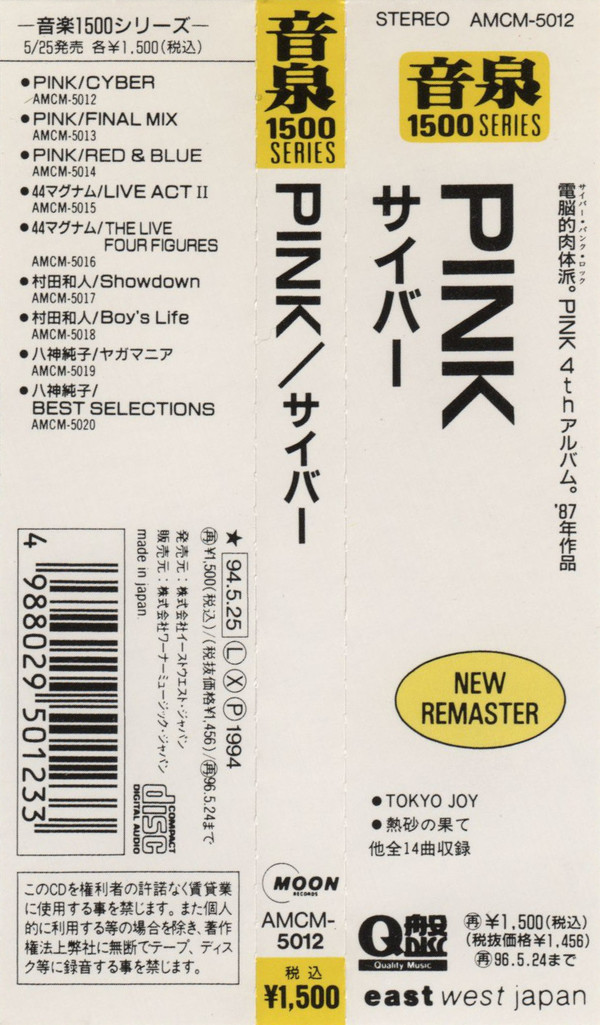 ―音楽1500シリーズ―
5/25発売 各¥1,500(税込)
●PINK/CYBER
AMCM-5012
●PINK/FINAL MIX
AMCM-5013
●PINK/RED & BLUE
AMCM-5014
●44マグナム/LIVE ACT II
AMCM-5015
●44マグナム/THE LIVE
FOUR FIGURES
AMCM-5016
●村田和人/Showdown
AMCM-5017
●村田和人/Boy's Life
AMCM-5018
●八神純子/ヤガマニア
AMCM-5019
●八神純子/
BEST SELECTIONS
AMCM-5020
★94.5.25 Ⓛ Ⓧ Ⓟ 1994
㊢¥1,500(税込)/(税抜価格¥1,456)/㊢96.5.24まで
発売元:株式会社イーストウエスト・ジャパン
販売元:株式会社ワーナーミュージック・ジャパン
made in japan.
4 988029 501233
COMPACT
disc
DIGITAL AUDIO
このCDを権利者の許諾なく賃貸業
に使用する事を禁じます。また個人
的に利用する等の場合を除き、著作
権法上弊社に無断でテープ、ディス
ク等に録音する事を禁じます。
音泉
1500
SERIES
PINK/サイバー
MOON
RECORDS
AMCM-
5012
税込
¥1,500
STEREO AMCM-5012
音泉
1500 SERIES
PINK
サイバー
サイバー・パンク・ロック
電脳的肉体派。PINK 4thアルバム。'87年作品
NEW
REMASTER
●TOKYO JOY
●熱砂の果て
他全14曲収録
Q盤
DISC
Quality Music
¥1,500(税込)
(税抜価格¥1,456)
96.5.24まで
east west japan